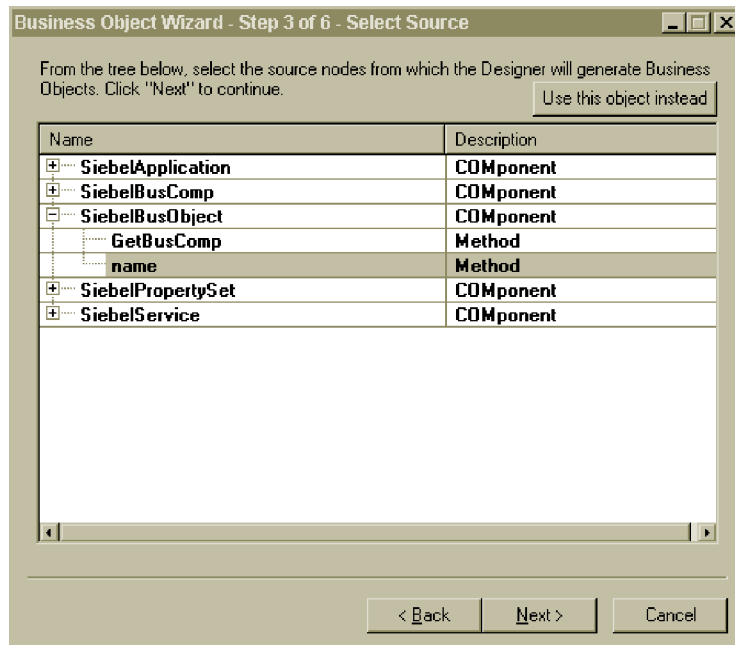 Business Object Wizard - Step 3 of 6 - Select Source
From the tree below, select the source nodes from which the Designer will generate Business
Objects. Click "Next" to continue.
Use this object instead
Name Description
SiebelApplication COMponent
SiebelBusComp COMponent
SiebelBusObject COMponent
GetBusComp Method
name Method
SiebelPropertySet COMponent
SiebelService COMponent
< Back Next > Cancel